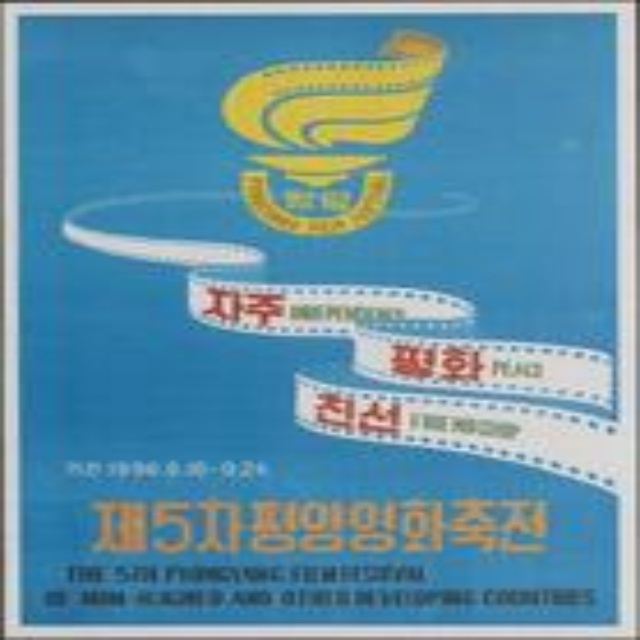 자주 INDEPENDENCE
평화 PEACE
친선 FRIENDSHIP
제5차평양영화축전
THE 5TH PYONGYANG FILM FESTIVAL
OF NON-ALIGNED AND OTHER DEVELOPING COUNTRIES